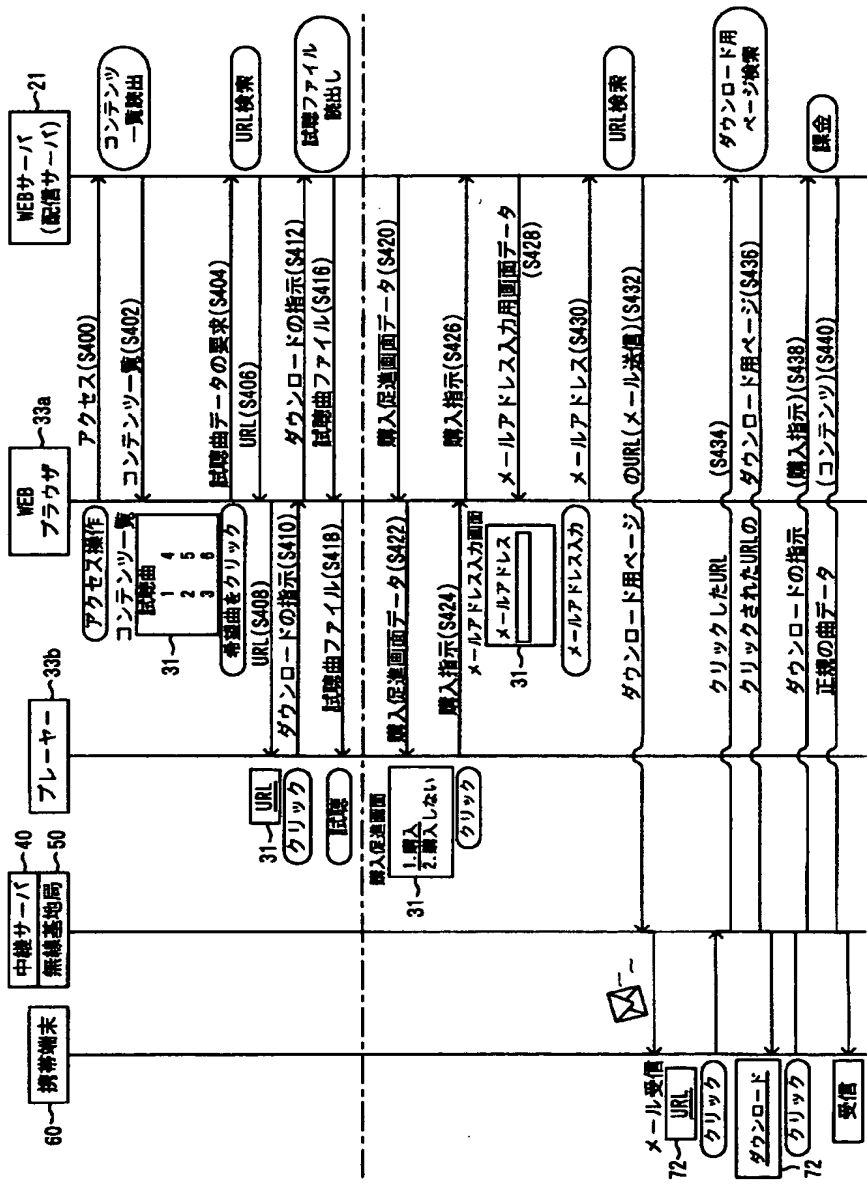 携帯端末
60
中継サーバ
40
無線基地局
50
プレーヤー
33b
WEB
ブラウザ
33a
WEBサーバ
(配信サーバ)
21
アクセス操作
アクセス(S400)
コンテンツ
一覧読出
コンテンツ一覧(S402)
コンテンツ一覧
試聴曲
1 4
2 5
3 6
31
希望曲をクリック
試聴曲データの要求(S404)
URL検索
URL(S406)
URL(S408)
URL
31
クリック
ダウンロードの指示(S410)
ダウンロードの指示(S412)
試聴ファイル
読出し
試聴曲ファイル(S416)
試聴曲ファイル(S418)
試聴
購入促進画面データ(S420)
購入促進画面データ(S422)
購入促進画面
1.購入
2.購入しない
31
クリック
購入指示(S424)
購入指示(S426)
メールアドレス入力用画面データ
(S428)
メールアドレス入力画面
メールアドレス
31
メールアドレス入力
メールアドレス(S430)
URL検索
ダウンロード用ページのURL(メール送信)(S432)
メール受信
URL
72
クリック
クリックしたURL (S434)
ダウンロード用
ページ検索
クリックされたURLのダウンロード用ページ(S436)
ダウンロード
72
クリック
ダウンロードの指示(購入指示)(S438)
課金
正規の曲データ(コンテンツ)(S440)
受信